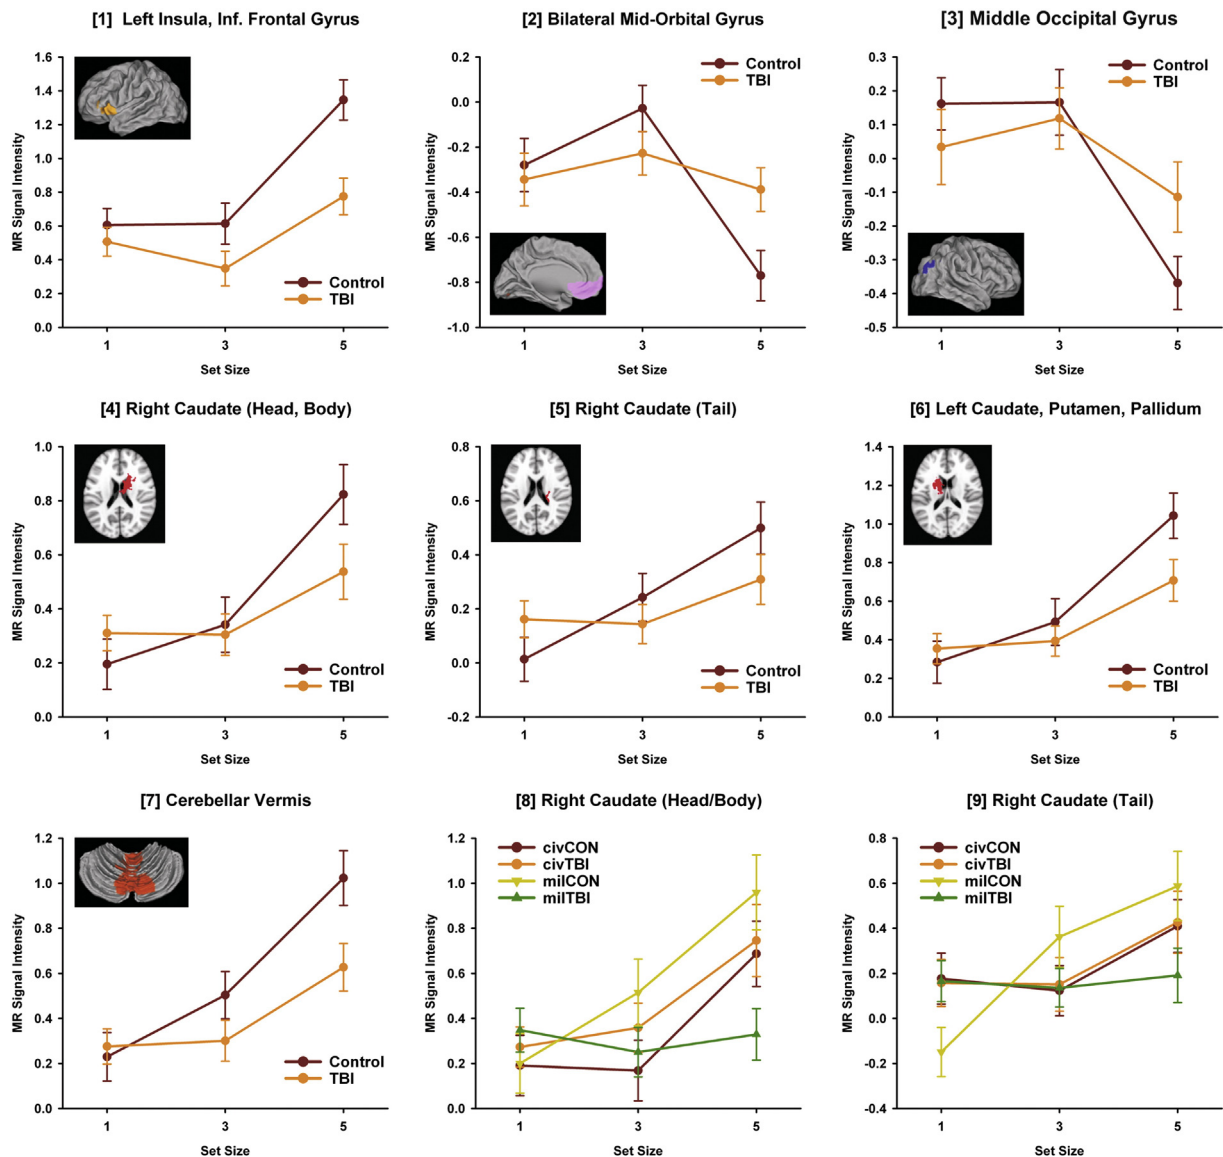 [1] Left Insula, Inf. Frontal Gyrus
1.6
1.4
1.2
1.0
0.8
0.6
0.4
0.2
0.0
MR Signal Intensity
Control
TBI
1 3 5
Set Size
[2] Bilateral Mid-Orbital Gyrus
0.2
0.0
-0.2
-0.4
-0.6
-0.8
-1.0
MR Signal Intensity
Control
TBI
1 3 5
Set Size
[3] Middle Occipital Gyrus
0.3
0.2
0.1
0.0
-0.1
-0.2
-0.3
-0.4
-0.5
MR Signal Intensity
Control
TBI
1 3 5
Set Size
[4] Right Caudate (Head, Body)
1.0
0.8
0.6
0.4
0.2
0.0
MR Signal Intensity
Control
TBI
1 3 5
Set Size
[5] Right Caudate (Tail)
0.8
0.6
0.4
0.2
0.0
-0.2
MR Signal Intensity
Control
TBI
1 3 5
Set Size
[6] Left Caudate, Putamen, Pallidum
1.4
1.2
1.0
0.8
0.6
0.4
0.2
0.0
MR Signal Intensity
Control
TBI
1 3 5
Set Size
[7] Cerebellar Vermis
1.2
1.0
0.8
0.6
0.4
0.2
0.0
MR Signal Intensity
Control
TBI
1 3 5
Set Size
[8] Right Caudate (Head/Body)
1.2
1.0
0.8
0.6
0.4
0.2
0.0
MR Signal Intensity
civCON
civTBI
milCON
milTBI
1 3 5
Set Size
[9] Right Caudate (Tail)
0.8
0.6
0.4
0.2
0.0
-0.2
-0.4
MR Signal Intensity
civCON
civTBI
milCON
milTBI
1 3 5
Set Size